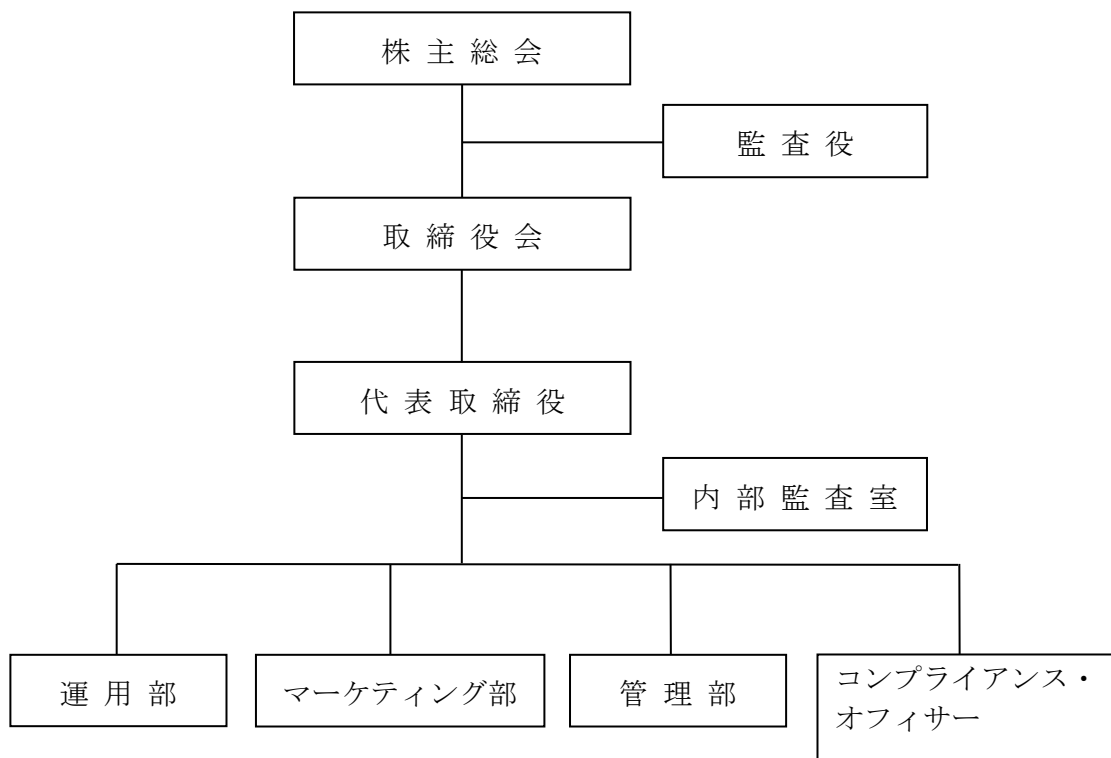 株主総会
監査役
取締役会
代表取締役
内部監査室
運用部
マーケティング部
管理部
コンプライアンス・
オフィサー